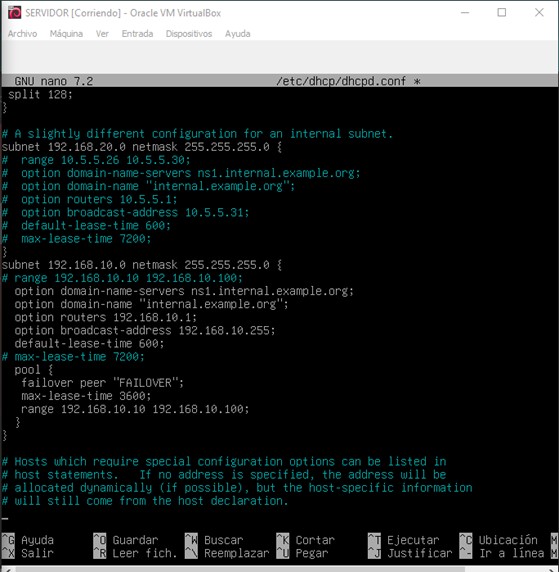 SERVIDOR [Corriendo] - Oracle VM VirtualBox
Archivo Máquina Ver Entrada Dispositivos Ayuda
GNU nano 7.2 /etc/dhcp/dhcpd.conf *
split 128;
}
# A slightly different configuration for an internal subnet.
subnet 192.168.20.0 netmask 255.255.255.0 {
#  range 10.5.5.26 10.5.5.30;
#  option domain-name-servers ns1.internal.example.org;
#  option domain-name "internal.example.org";
#  option routers 10.5.5.1;
#  option broadcast-address 10.5.5.31;
#  default-lease-time 600;
#  max-lease-time 7200;
}
subnet 192.168.10.0 netmask 255.255.255.0 {
# range 192.168.10.10 192.168.10.100;
  option domain-name-servers ns1.internal.example.org;
  option domain-name "internal.example.org";
  option routers 192.168.10.1;
  option broadcast-address 192.168.10.255;
  default-lease-time 600;
# max-lease-time 7200;
  pool {
   failover peer "FAILOVER";
   max-lease-time 3600;
   range 192.168.10.10 192.168.10.100;
  }
}
# Hosts which require special configuration options can be listed in
# host statements.   If no address is specified, the address will be
# allocated dynamically (if possible), but the host-specific information
# will still come from the host declaration.
^G Ayuda ^O Guardar ^W Buscar ^K Cortar ^T Ejecutar ^C Ubicación M
^X Salir ^R Leer fich. ^\ Reemplazar ^U Pegar ^J Justificar ^- Ir a línea M